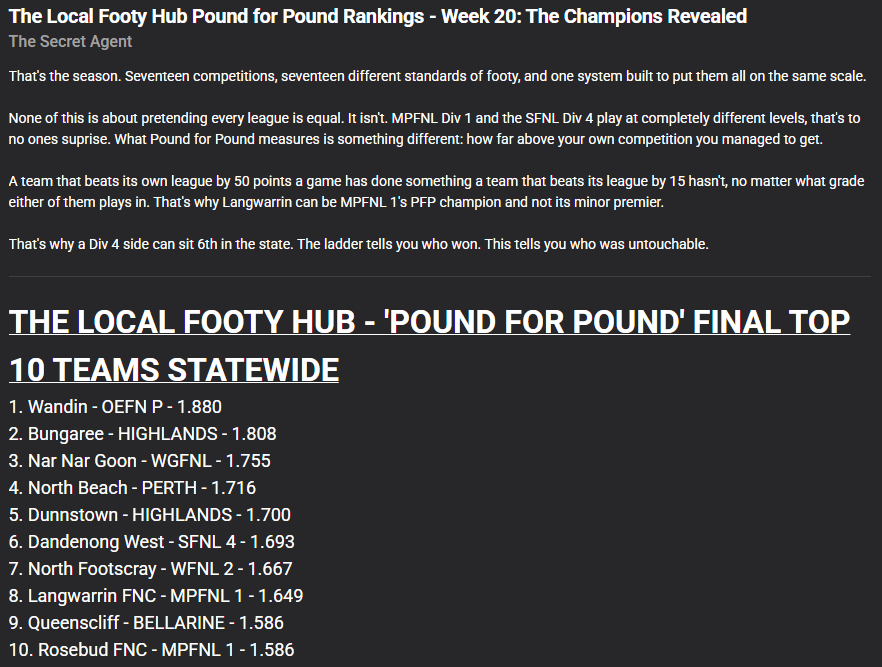 The Local Footy Hub Pound for Pound Rankings - Week 20: The Champions Revealed
The Secret Agent
That's the season. Seventeen competitions, seventeen different standards of footy, and one system built to put them all on the same scale.
None of this is about pretending every league is equal. It isn't. MPFNL Div 1 and the SFNL Div 4 play at completely different levels, that's to
no ones suprise. What Pound for Pound measures is something different: how far above your own competition you managed to get.
A team that beats its own league by 50 points a game has done something a team that beats its league by 15 hasn't, no matter what grade
either of them plays in. That's why Langwarrin can be MPFNL 1's PFP champion and not its minor premier.
That's why a Div 4 side can sit 6th in the state. The ladder tells you who won. This tells you who was untouchable.
THE LOCAL FOOTY HUB - 'POUND FOR POUND' FINAL TOP
10 TEAMS STATEWIDE
1. Wandin - OEFN P - 1.880
2. Bungaree - HIGHLANDS - 1.808
3. Nar Nar Goon - WGFNL - 1.755
4. North Beach - PERTH - 1.716
5. Dunnstown - HIGHLANDS - 1.700
6. Dandenong West - SFNL 4 - 1.693
7. North Footscray - WFNL 2 - 1.667
8. Langwarrin FNC - MPFNL 1 - 1.649
9. Queenscliff - BELLARINE - 1.586
10. Rosebud FNC - MPFNL 1 - 1.586